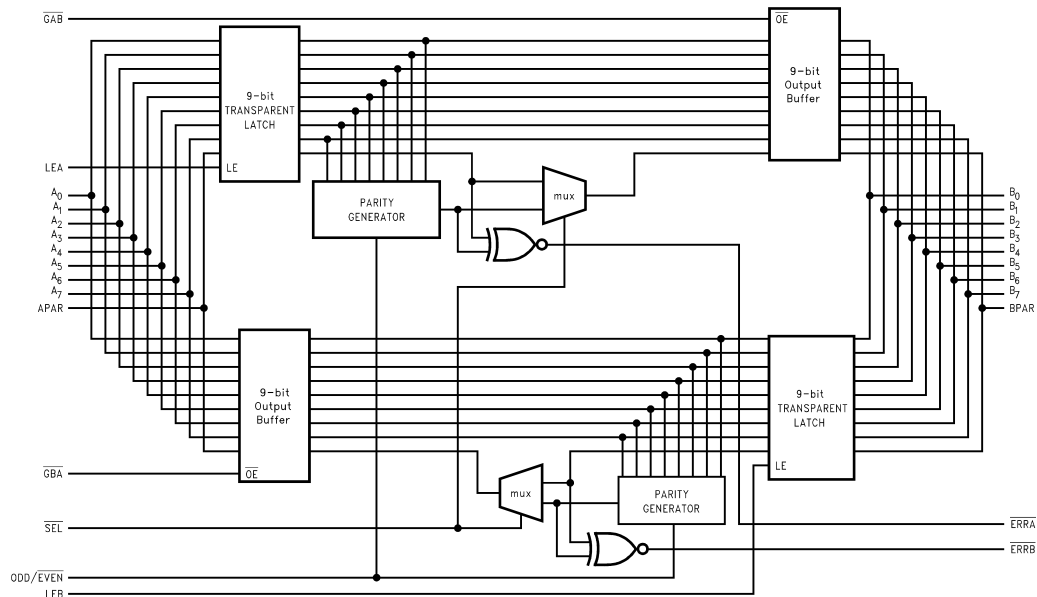 GAB
OE
9-bit
Output
Buffer
9-bit
TRANSPARENT
LATCH
LE
LEA
A0
A1
A2
A3
A4
A5
A6
A7
APAR
PARITY
GENERATOR
mux
B0
B1
B2
B3
B4
B5
B6
B7
BPAR
9-bit
Output
Buffer
OE
9-bit
TRANSPARENT
LATCH
LE
GBA
mux
PARITY
GENERATOR
SEL
ERRA
ERRB
ODD/EVEN
LEB